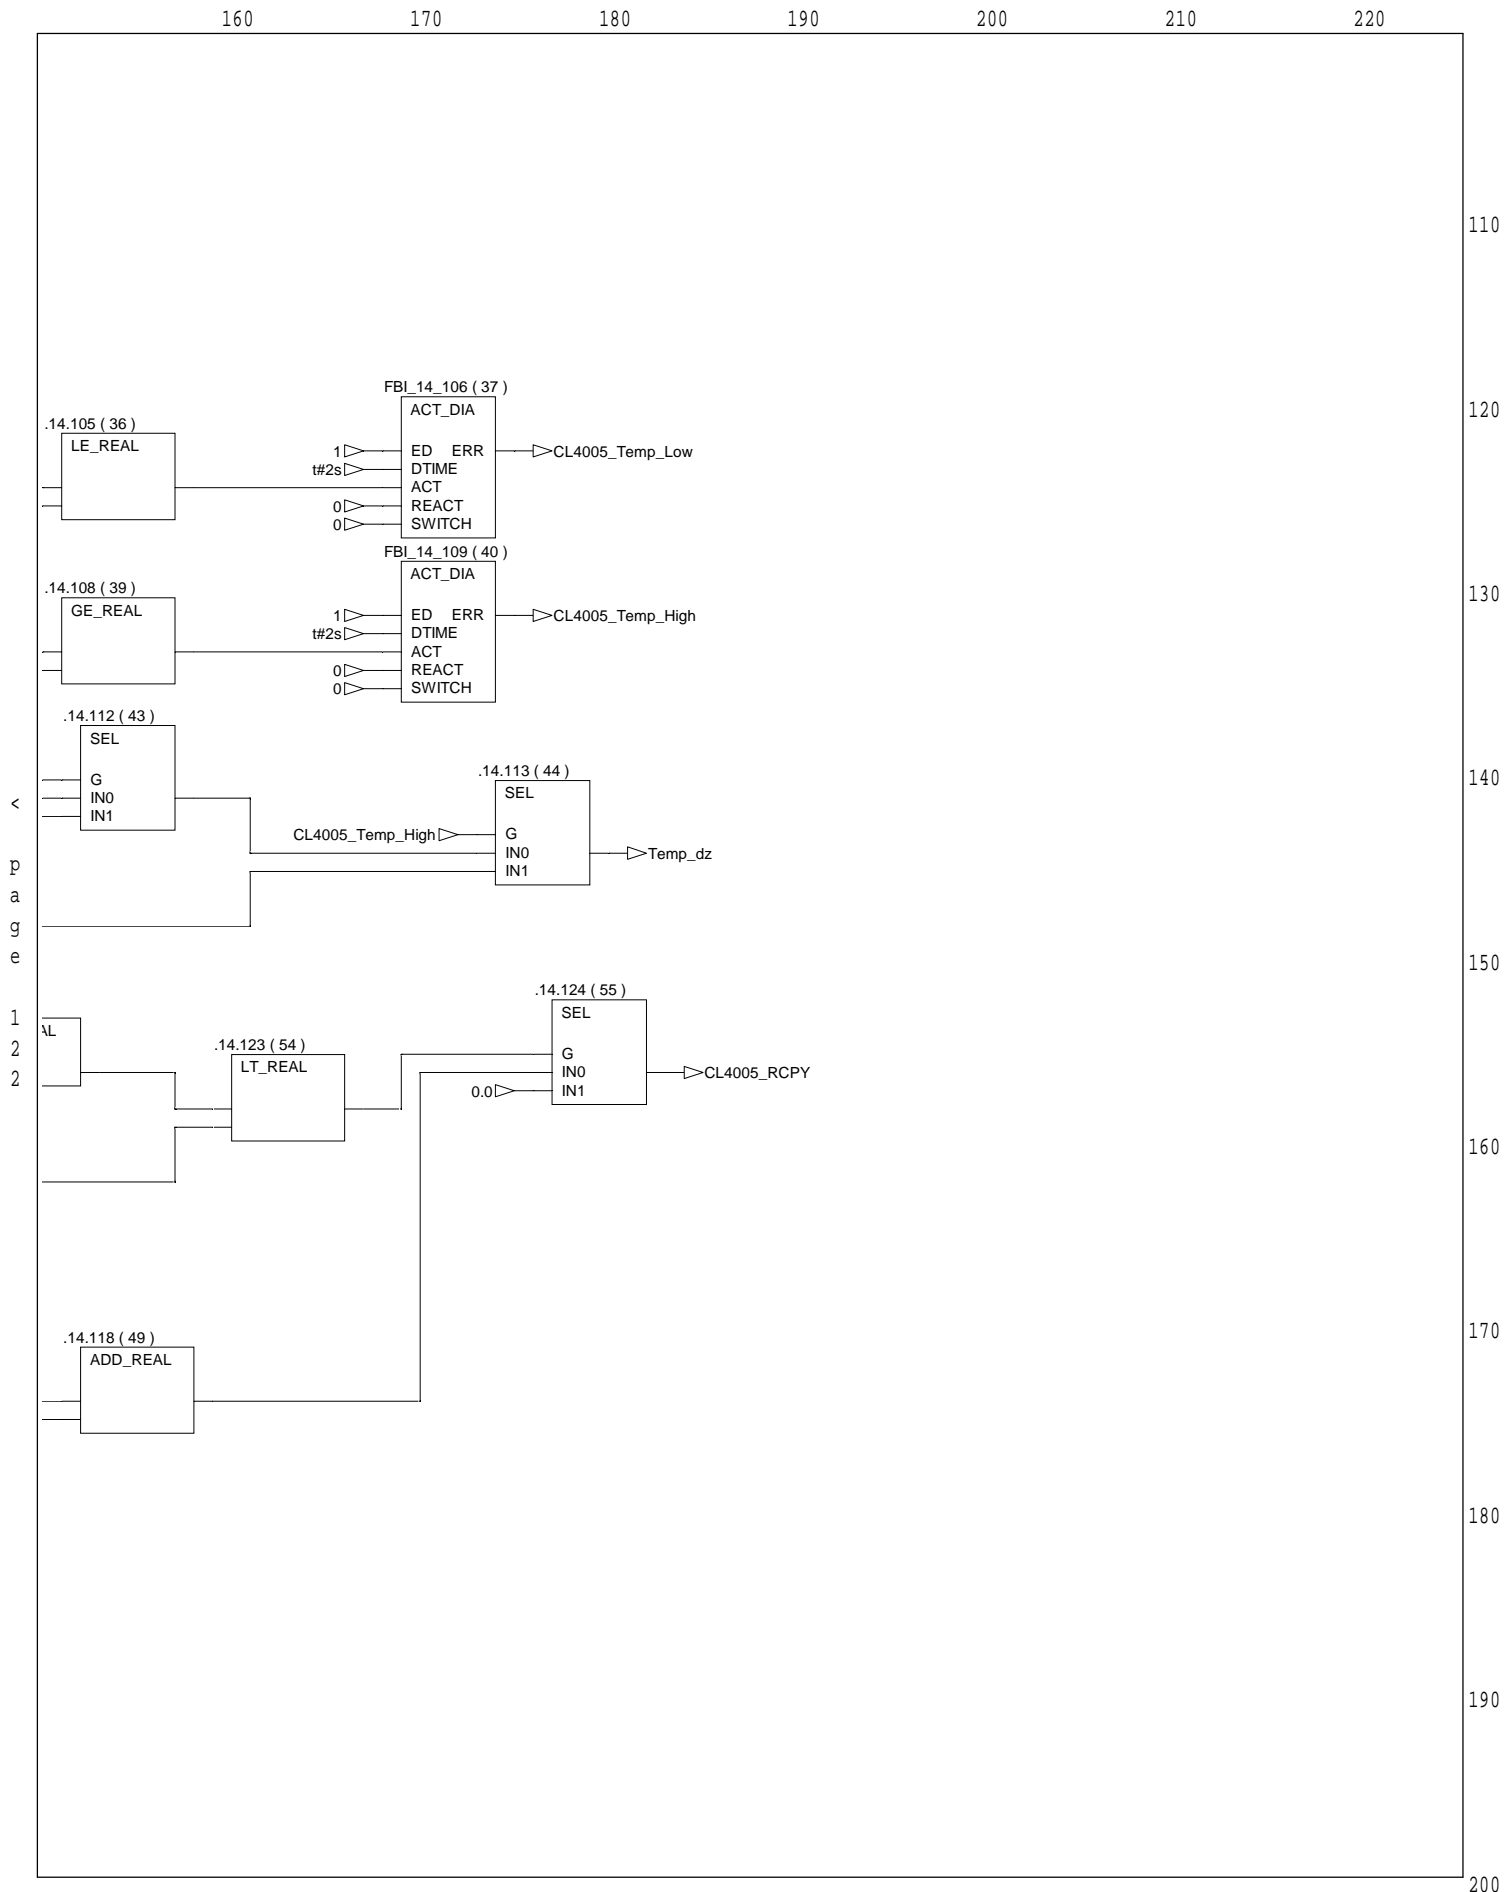 160 170 180 190 200 210 220
110
FBI_14_106 ( 37 )
120
ACT_DIA
.14.105 ( 36 )
LE_REAL
1 ED ERR CL4005_Temp_Low
t#2s DTIME
ACT
0 REACT
0 SWITCH
FBI_14_109 ( 40 )
ACT_DIA
.14.108 ( 39 )
130
GE_REAL
1 ED ERR CL4005_Temp_High
t#2s DTIME
ACT
0 REACT
0 SWITCH
.14.112 ( 43 )
SEL
G
IN0
IN1
.14.113 ( 44 )
140
SEL
CL4005_Temp_High G
IN0 Temp_dz
IN1
< page 122
150
.14.124 ( 55 )
SEL
AL
.14.123 ( 54 )
LT_REAL
G
IN0 CL4005_RCPY
0.0 IN1
160
170
.14.118 ( 49 )
ADD_REAL
180
190
200